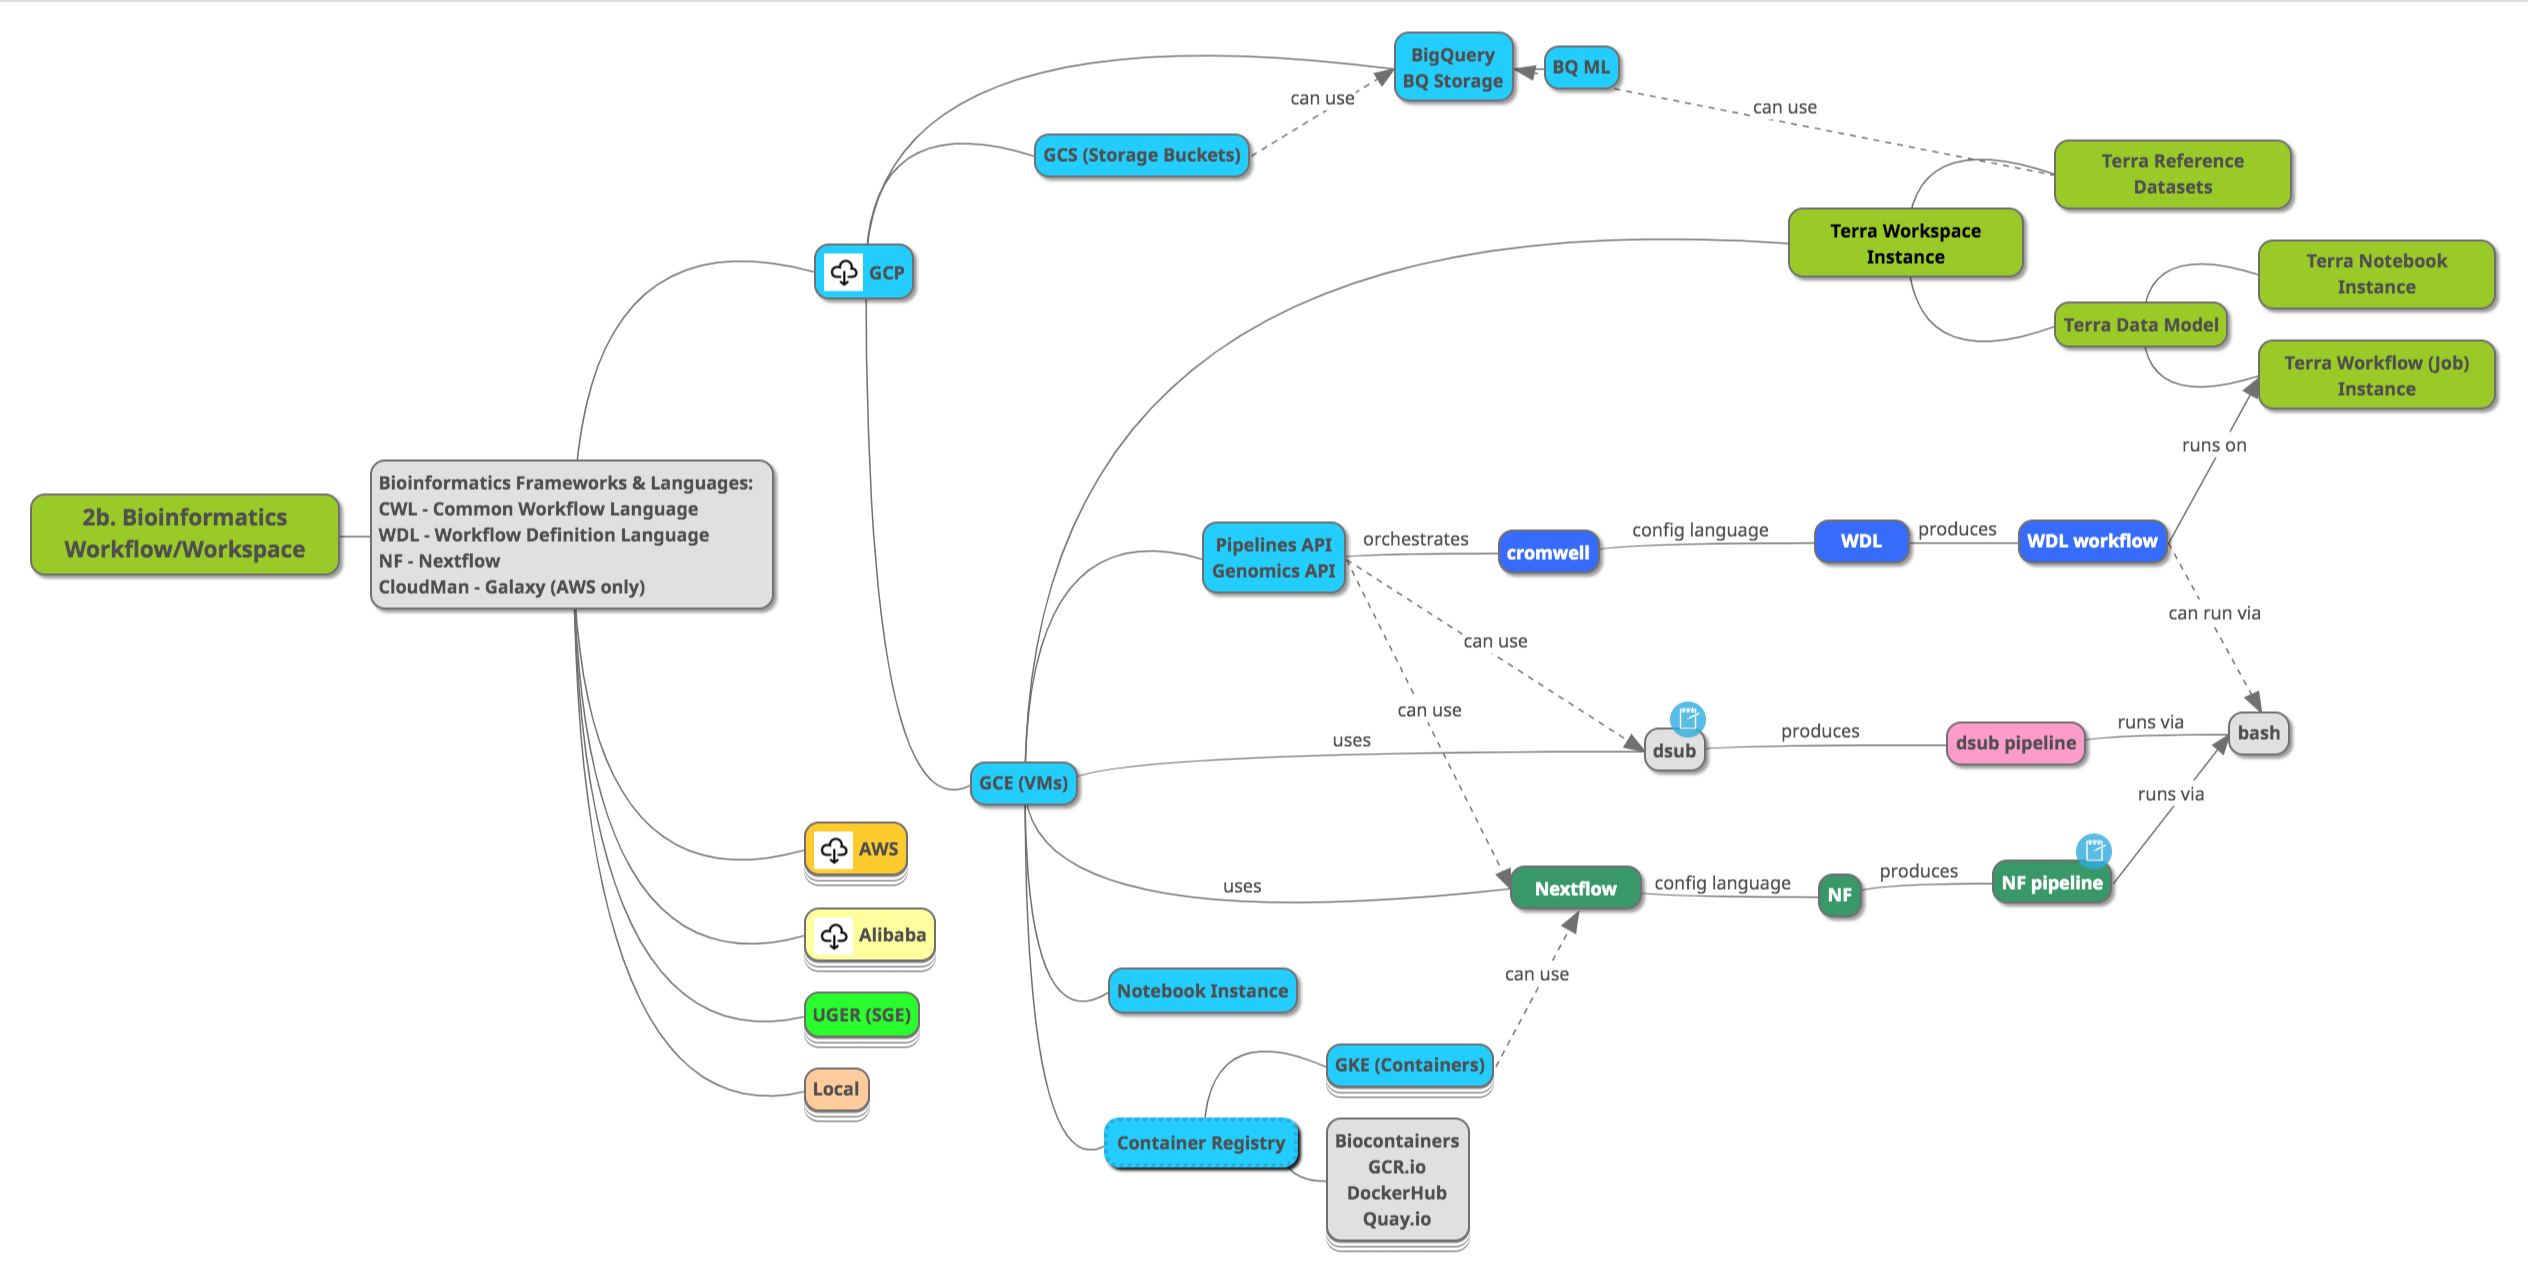 2b. Bioinformatics
Workflow/Workspace
Bioinformatics Frameworks & Languages:
CWL - Common Workflow Language
WDL - Workflow Definition Language
NF - Nextflow
CloudMan - Galaxy (AWS only)
GCP
BigQuery
BQ Storage
BQ ML
can use
GCS (Storage Buckets)
can use
Terra Reference
Datasets
Terra Workspace
Instance
Terra Notebook
Instance
Terra Data Model
Terra Workflow (Job)
Instance
runs on
Pipelines API
Genomics API
orchestrates
cromwell
config language
WDL
produces
WDL workflow
can run via
can use
can use
GCE (VMs)
uses
dsub
produces
dsub pipeline
runs via
bash
runs via
uses
Nextflow
config language
NF
produces
NF pipeline
can use
Notebook Instance
GKE (Containers)
Container Registry
Biocontainers
GCR.io
DockerHub
Quay.io
AWS
Alibaba
UGER (SGE)
Local